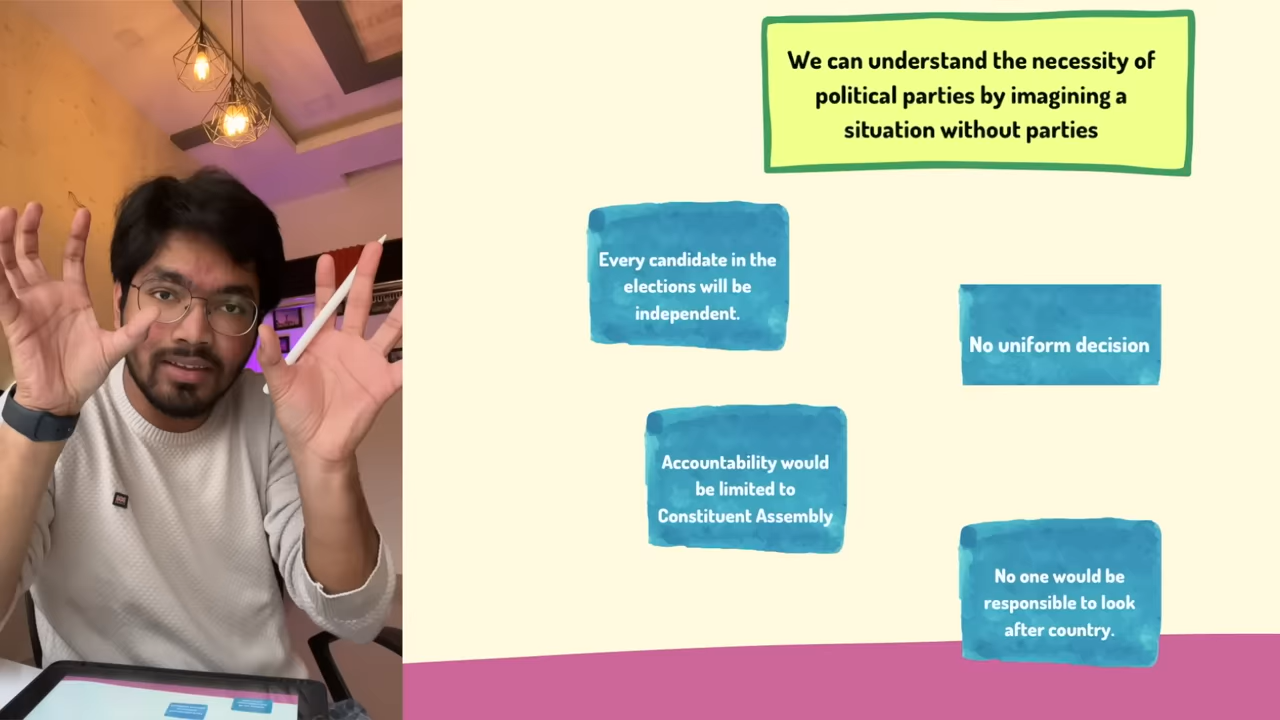 We can understand the necessity of
political parties by imagining a
situation without parties
Every candidate in the
elections will be
independent.
No uniform decision
Accountability would
be limited to
Constituent Assembly
No one would be
responsible to look
after country.